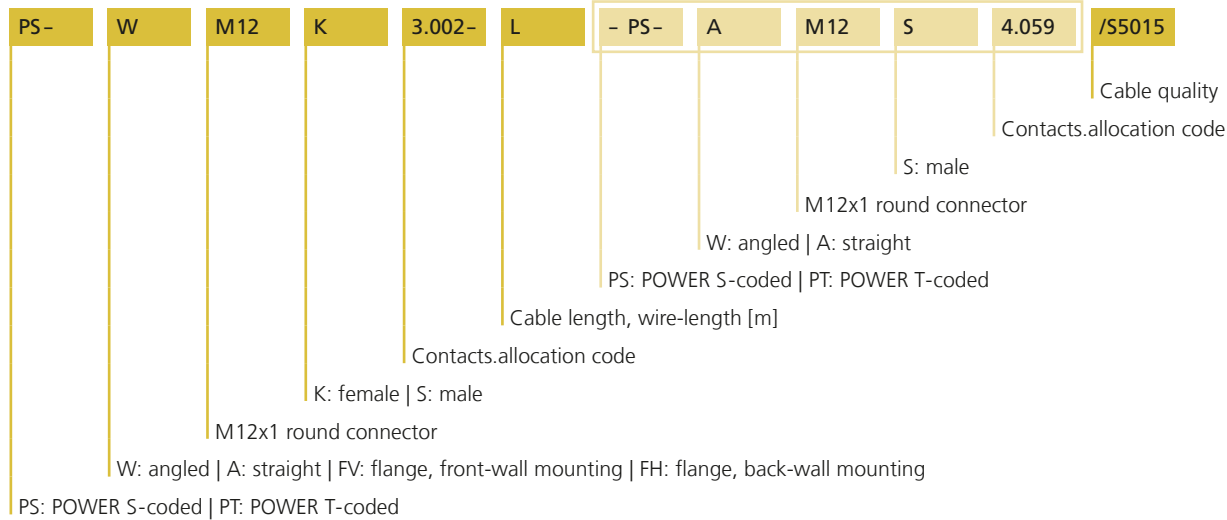 PS– W M12 K 3.002– L – PS– A M12 S 4.059 /S5015
Cable quality
Contacts.allocation code
S: male
M12x1 round connector
W: angled | A: straight
PS: POWER S-coded | PT: POWER T-coded
Cable length, wire-length [m]
Contacts.allocation code
K: female | S: male
M12x1 round connector
W: angled | A: straight | FV: flange, front-wall mounting | FH: flange, back-wall mounting
PS: POWER S-coded | PT: POWER T-coded